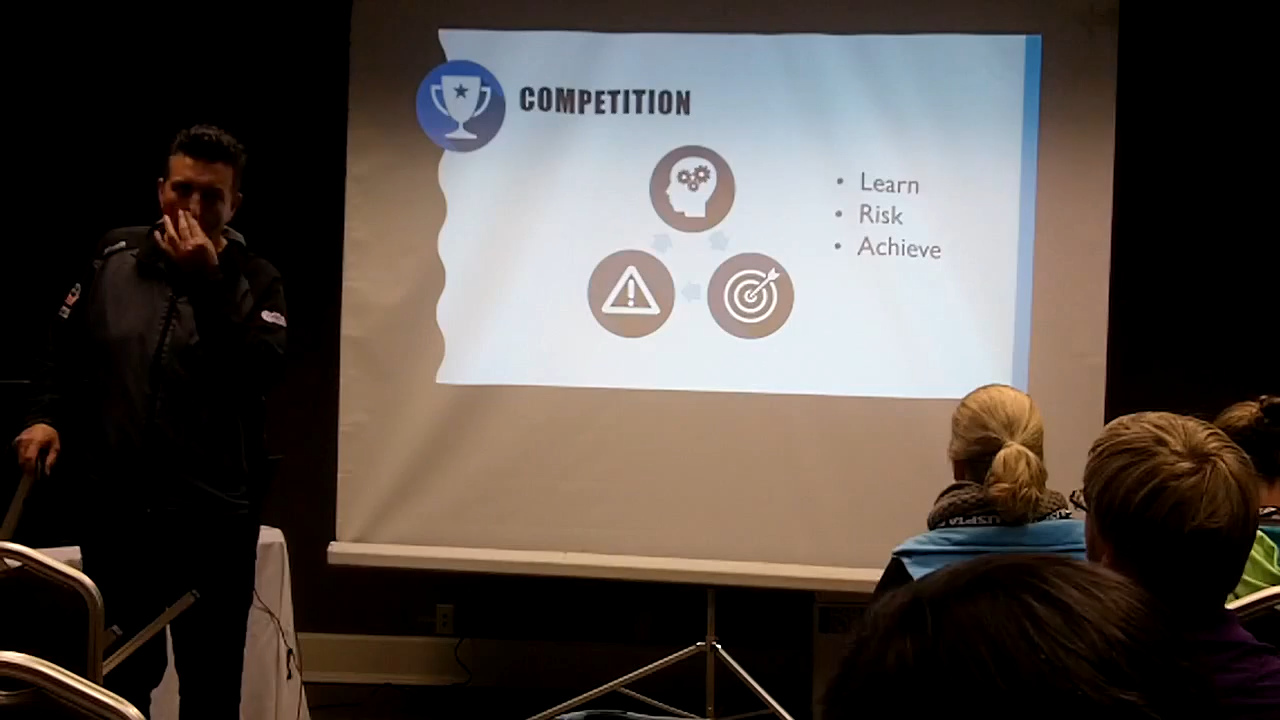 COMPETITION
• Learn
• Risk
• Achieve